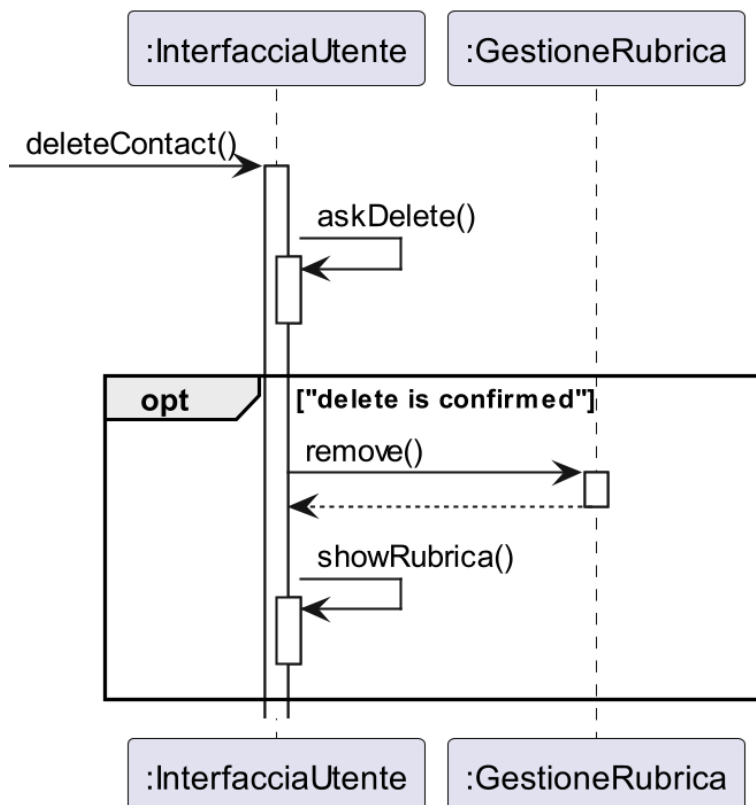 :InterfacciaUtente :GestioneRubrica
deleteContact()
askDelete()
opt ["delete is confirmed"]
remove()
showRubrica()
:InterfacciaUtente :GestioneRubrica